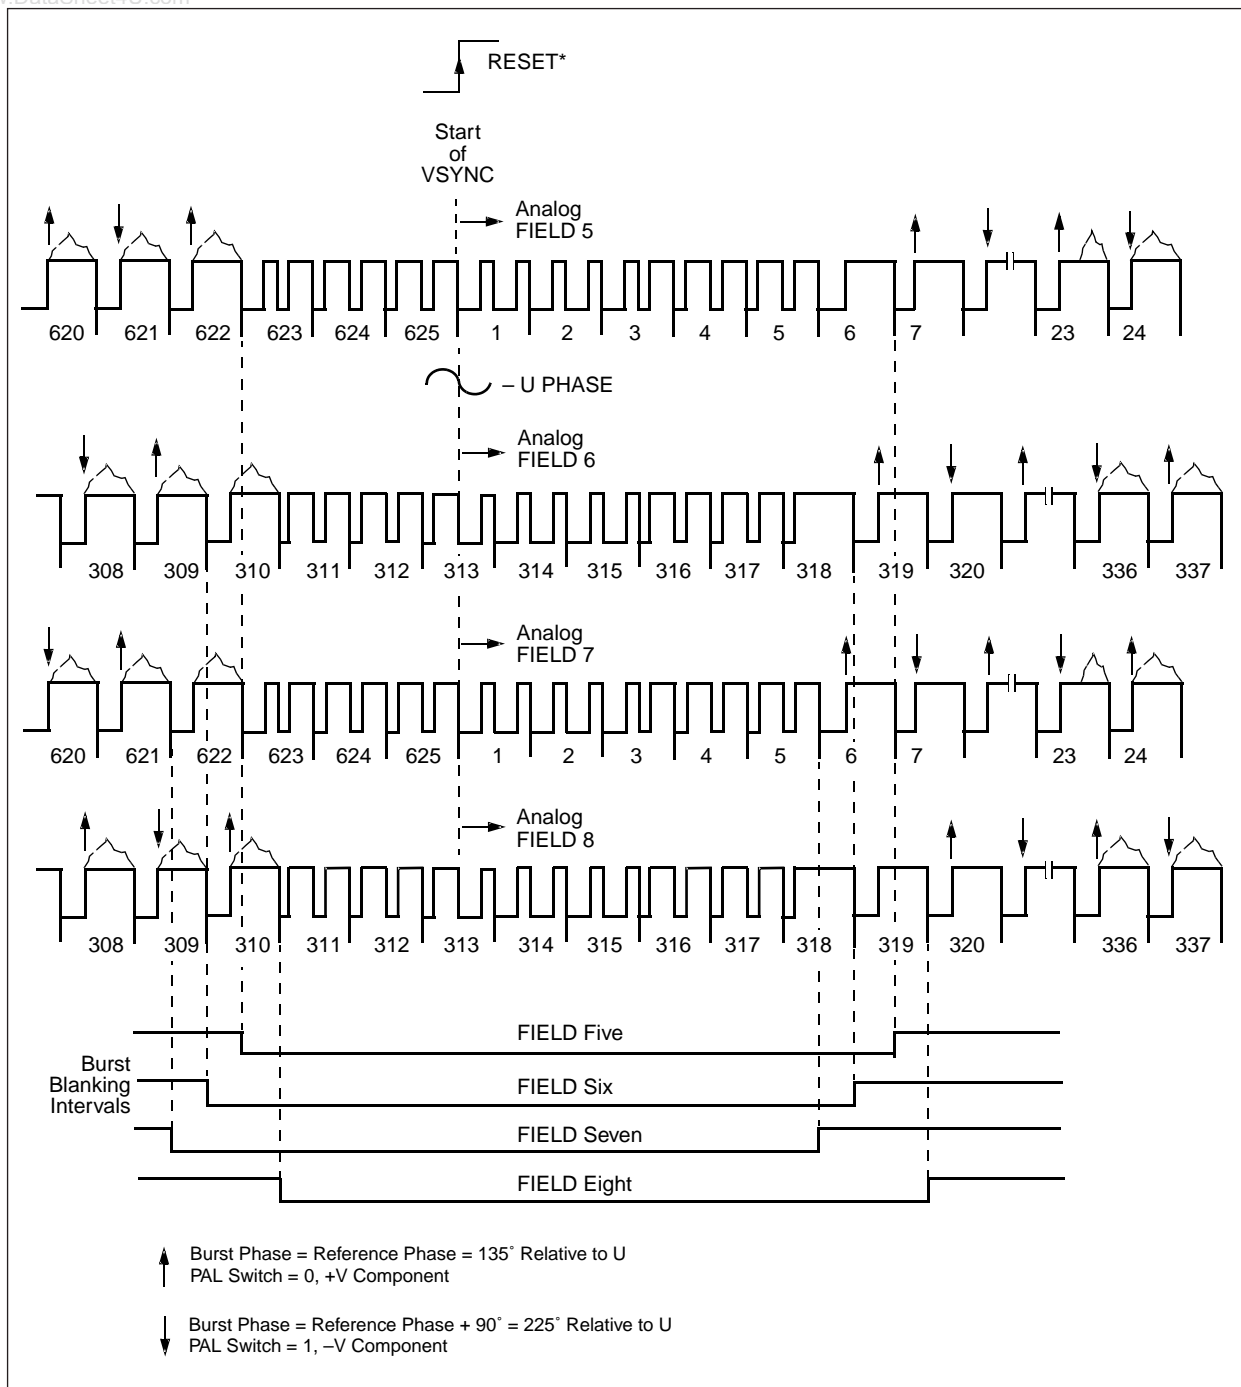 RESET*
Start
of
VSYNC
Analog
FIELD 5
620 621 622 623 624 625 1 2 3 4 5 6 7 23 24
– U PHASE
Analog
FIELD 6
308 309 310 311 312 313 314 315 316 317 318 319 320 336 337
Analog
FIELD 7
620 621 622 623 624 625 1 2 3 4 5 6 7 23 24
Analog
FIELD 8
308 309 310 311 312 313 314 315 316 317 318 319 320 336 337
FIELD Five
Burst
Blanking
Intervals
FIELD Six
FIELD Seven
FIELD Eight
Burst Phase = Reference Phase = 135˚ Relative to U
PAL Switch = 0, +V Component
Burst Phase = Reference Phase + 90˚ = 225˚ Relative to U
PAL Switch = 1, –V Component